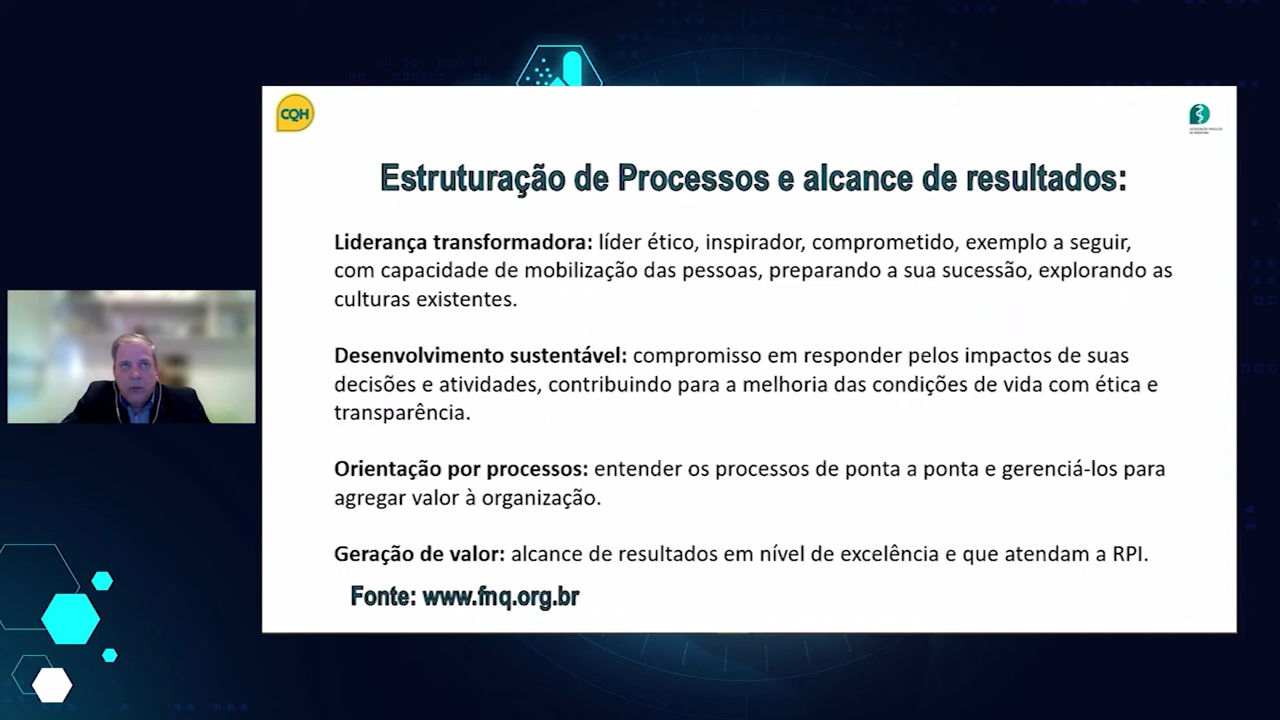 CQH
Estruturação de Processos e alcance de resultados:
Liderança transformadora: líder ético, inspirador, comprometido, exemplo a seguir,
com capacidade de mobilização das pessoas, preparando a sua sucessão, explorando as
culturas existentes.
Desenvolvimento sustentável: compromisso em responder pelos impactos de suas
decisões e atividades, contribuindo para a melhoria das condições de vida com ética e
transparência.
Orientação por processos: entender os processos de ponta a ponta e gerenciá-los para
agregar valor à organização.
Geração de valor: alcance de resultados em nível de excelência e que atendam a RPI.
Fonte: www.fnq.org.br